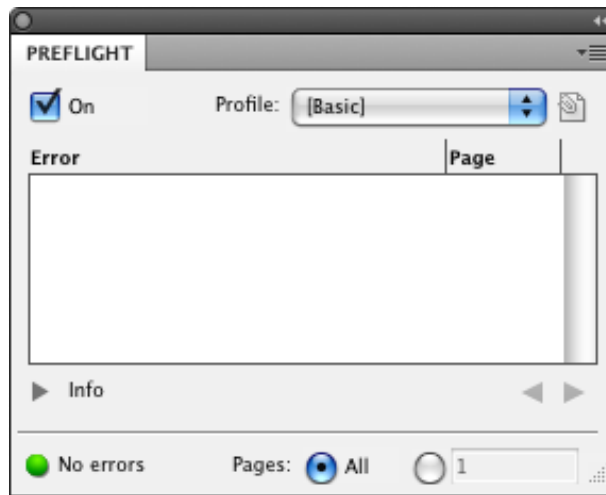 PREFLIGHT
On Profile: [Basic]
Error Page
Info
No errors Pages: All 1